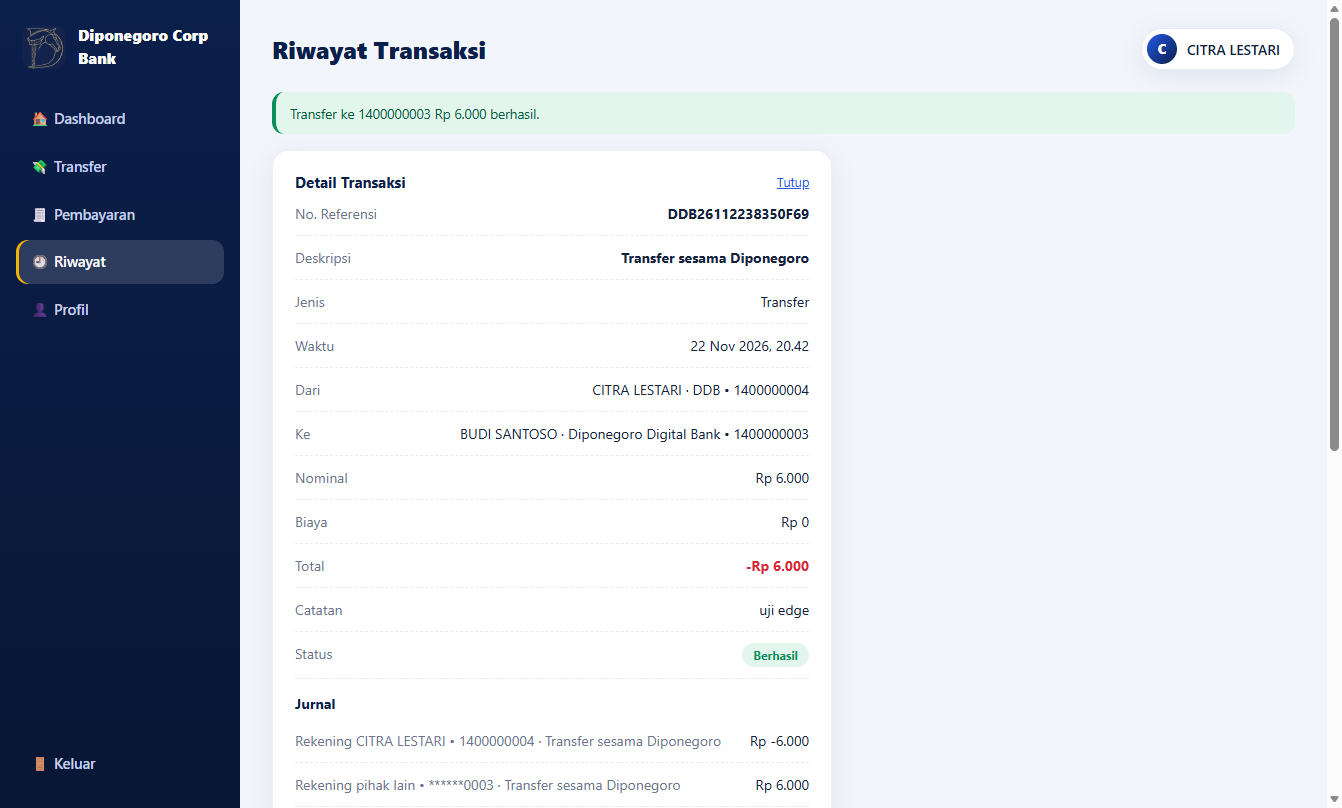 Diponegoro Corp
Bank
Dashboard
Transfer
Pembayaran
Riwayat
Profil
Keluar
Riwayat Transaksi
C CITRA LESTARI
Transfer ke 1400000003 Rp 6.000 berhasil.
Detail Transaksi Tutup
No. Referensi DDB26112238350F69
Deskripsi Transfer sesama Diponegoro
Jenis Transfer
Waktu 22 Nov 2026, 20.42
Dari CITRA LESTARI · DDB • 1400000004
Ke BUDI SANTOSO · Diponegoro Digital Bank • 1400000003
Nominal Rp 6.000
Biaya Rp 0
Total -Rp 6.000
Catatan uji edge
Status Berhasil
Jurnal
Rekening CITRA LESTARI • 1400000004 · Transfer sesama Diponegoro Rp -6.000
Rekening pihak lain • ******0003 · Transfer sesama Diponegoro Rp 6.000